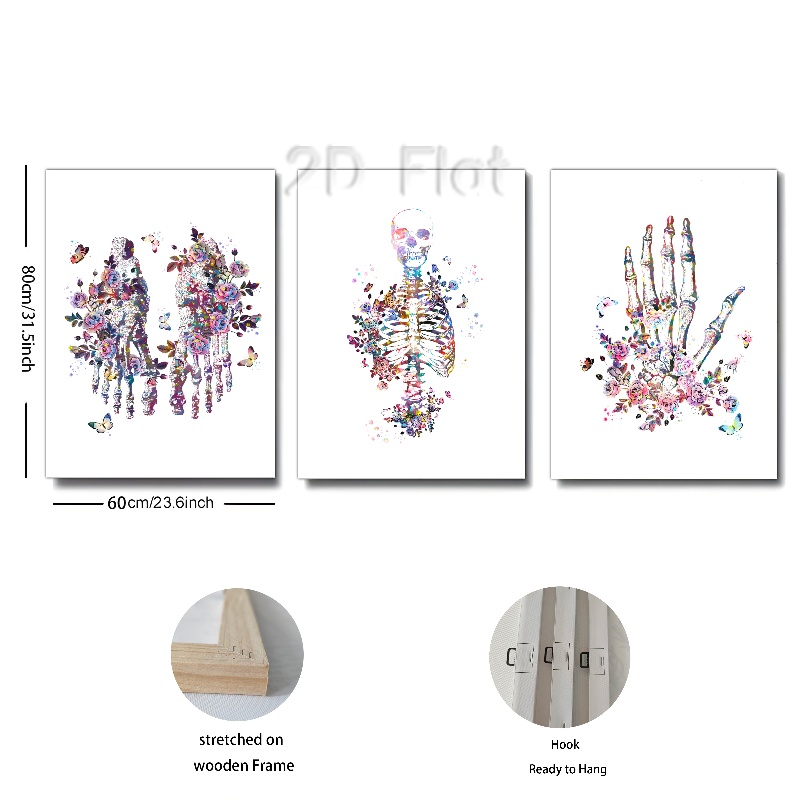 2D Flat
80cm/31.5inch
60cm/23.6inch
stretched on
wooden Frame
Hook
Ready to Hang